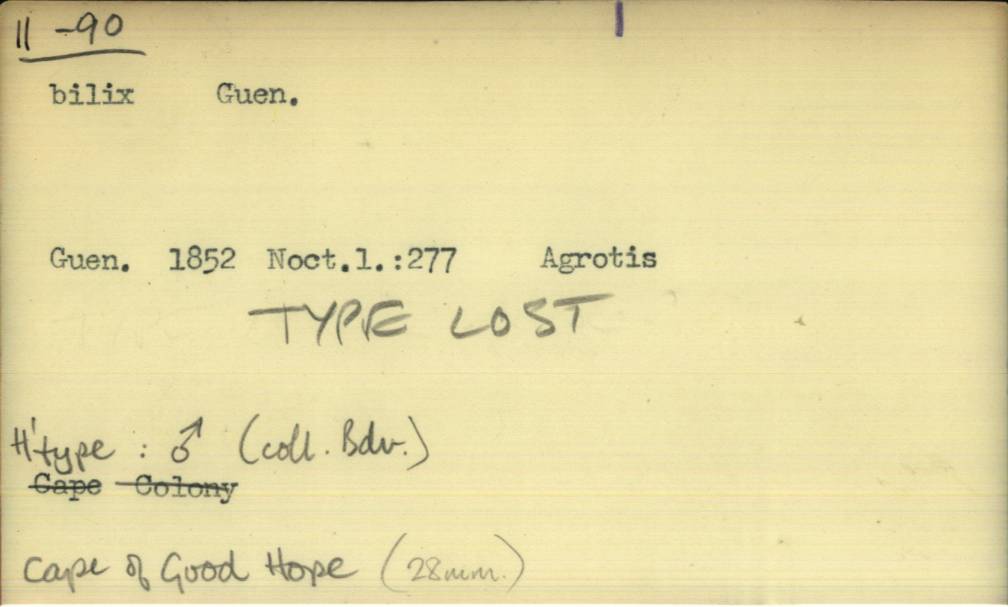 11 -90
bilix Guen.
Guen. 1852 Noct.1.:277 Agrotis
TYPE LOST
H'type : ♂ (coll. Bdv.)
Cape Colony
Cape of Good Hope (28mm.)